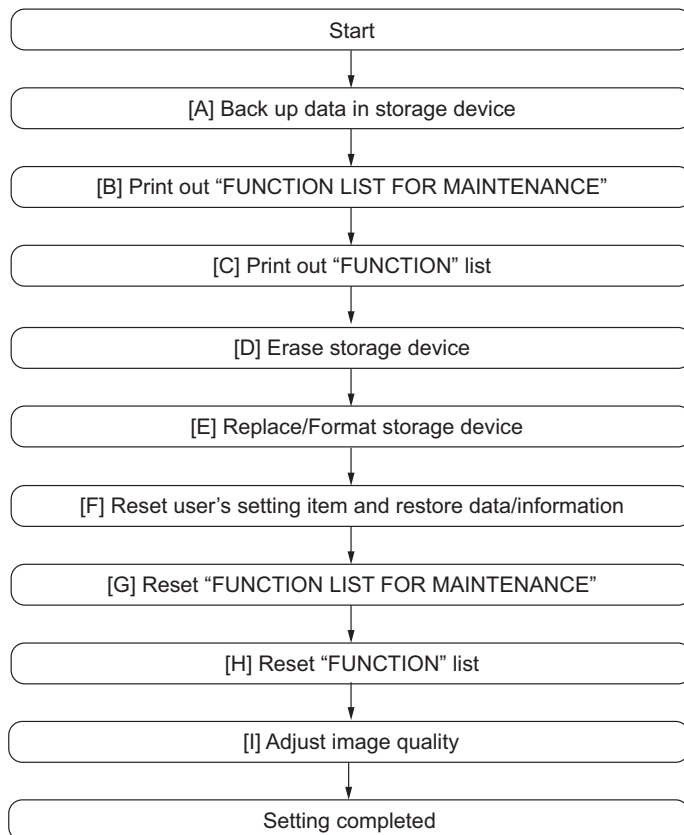 Start
[A] Back up data in storage device
[B] Print out “FUNCTION LIST FOR MAINTENANCE”
[C] Print out “FUNCTION” list
[D] Erase storage device
[E] Replace/Format storage device
[F] Reset user’s setting item and restore data/information
[G] Reset “FUNCTION LIST FOR MAINTENANCE”
[H] Reset “FUNCTION” list
[I] Adjust image quality
Setting completed